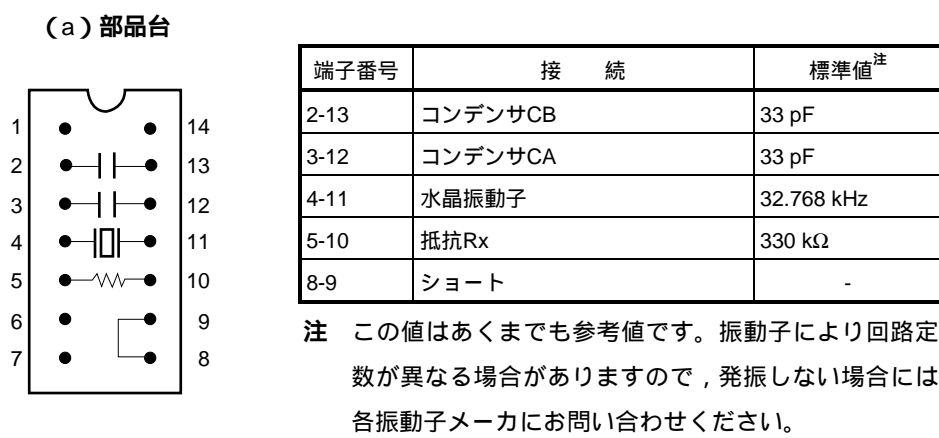 (a)部品台
端子番号 接 続 標準値注
2-13 コンデンサCB 33 pF
3-12 コンデンサCA 33 pF
4-11 水晶振動子 32.768 kHz
5-10 抵抗Rx 330 kΩ
8-9 ショート -
1 14
2 13
3 12
4 11
5 10
6 9
7 8
注 この値はあくまでも参考値です。振動子により回路定
数が異なる場合がありますので，発振しない場合には
各振動子メーカにお問い合わせください。